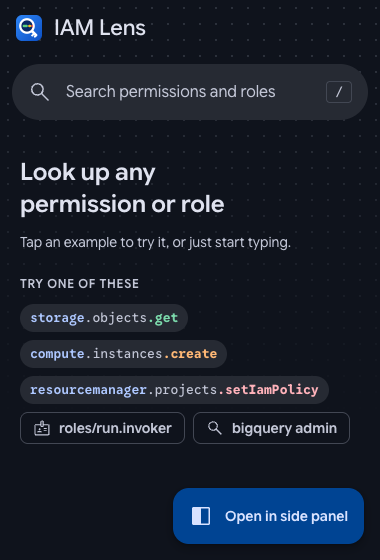 IAM Lens
Search permissions and roles /
Look up any
permission or role
Tap an example to try it, or just start typing.
TRY ONE OF THESE
storage.objects.get
compute.instances.create
resourcemanager.projects.setIamPolicy
roles/run.invoker bigquery admin
Open in side panel